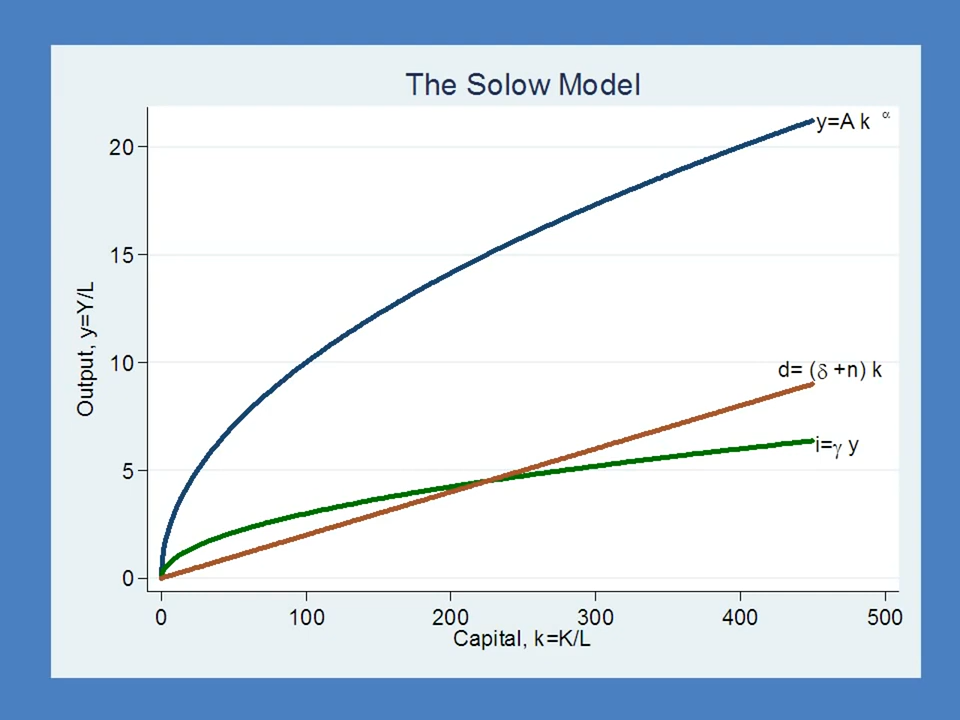 The Solow Model
Output, y=Y/L
20
15
10
5
0
y=A k α
d= (δ +n) k
i=γ y
0 100 200 300 400 500
Capital, k=K/L